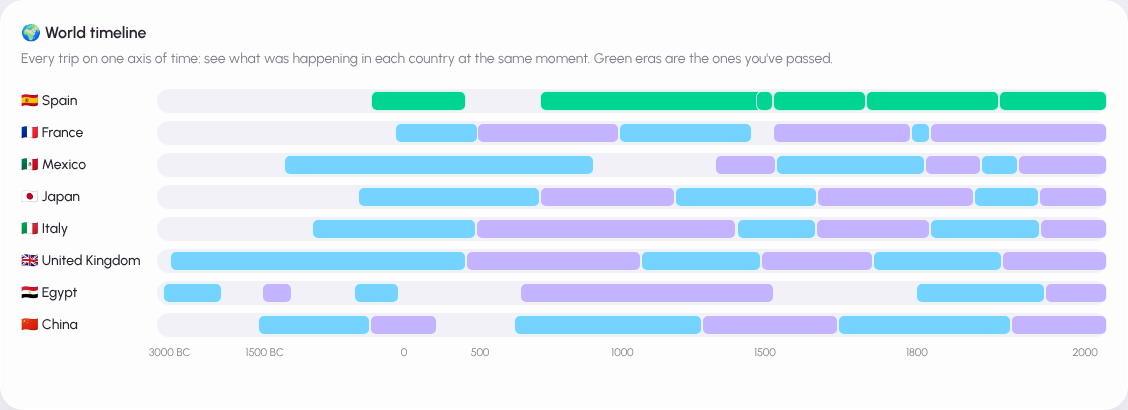 🌍 World timeline
Every trip on one axis of time: see what was happening in each country at the same moment. Green eras are the ones you've passed.
🇪🇸 Spain
🇫🇷 France
🇲🇽 Mexico
🇯🇵 Japan
🇮🇹 Italy
🇬🇧 United Kingdom
🇪🇬 Egypt
🇨🇳 China
3000 BC 1500 BC 0 500 1000 1500 1800 2000